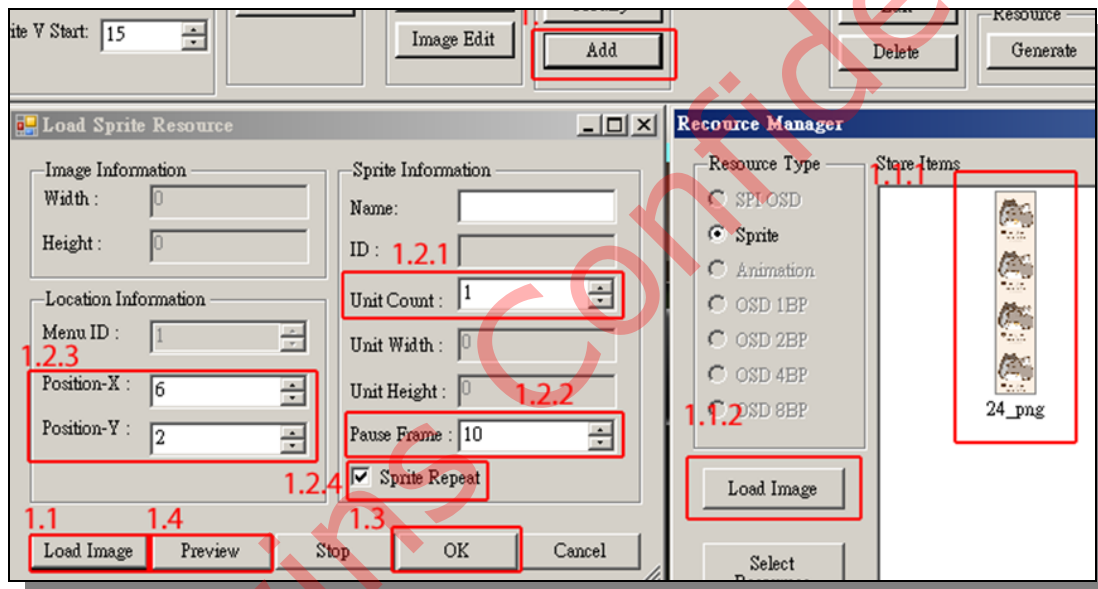 ite V Start: 15
Image Edit
1.
Add
Edit
Delete
Resource
Generate
Load Sprite Resource
Image Information
Width : 0
Height : 0
Location Information
Menu ID : 1
1.2.3
Position-X : 6
Position-Y : 2
Sprite Information
Name:
ID :
1.2.1
Unit Count : 1
Unit Width : 0
Unit Height : 0
1.2.2
Pause Frame : 10
1.2.4
Sprite Repeat
1.1
1.4
1.3
Load Image
Preview
Stop
OK
Cancel
Recource Manager
Resource Type
SPI OSD
Sprite
Animation
OSD 1BP
OSD 2BP
OSD 4BP
OSD 8BP
1.1.2
Load Image
Select
Store Items
1.1.1
24_png
ins Confide